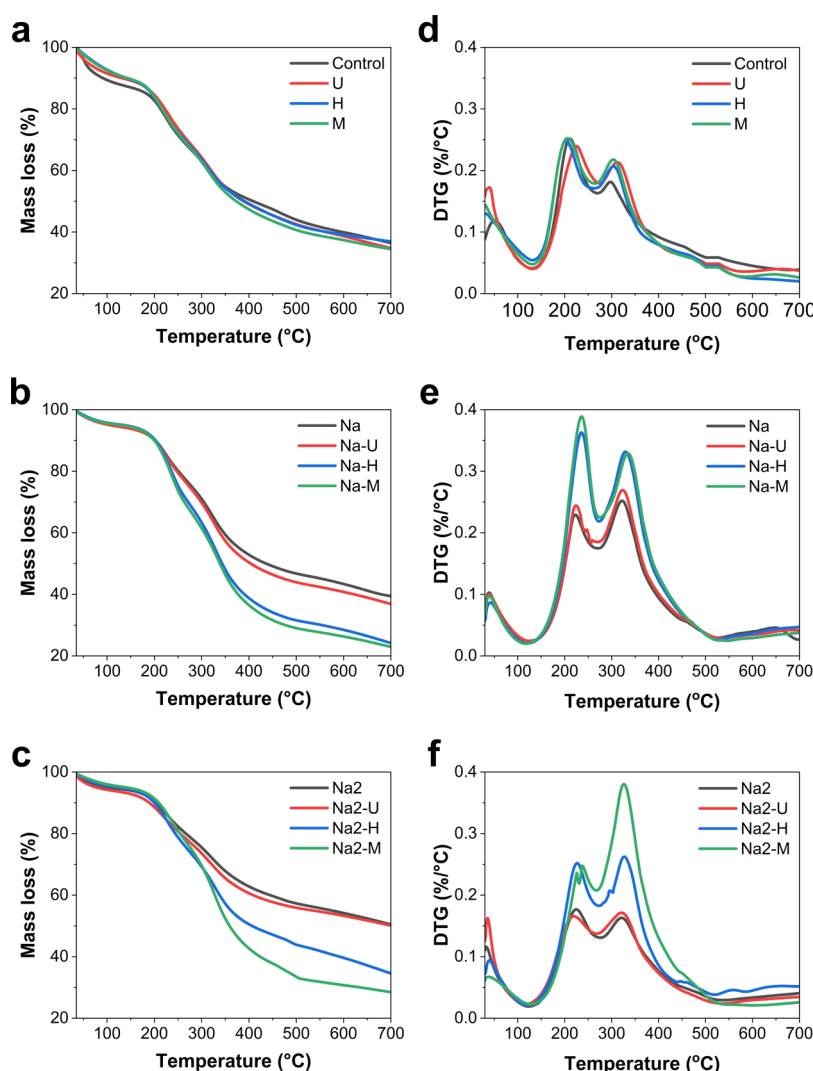 a
Mass loss (%)
100
80
60
40
20
100 200 300 400 500 600 700
Temperature (°C)
Control
U
H
M
d
DTG (%/°C)
0.4
0.3
0.2
0.1
0.0
100 200 300 400 500 600 700
Temperature (°C)
Control
U
H
M
b
Mass loss (%)
100
80
60
40
20
100 200 300 400 500 600 700
Temperature (°C)
Na
Na-U
Na-H
Na-M
e
DTG (%/°C)
0.4
0.3
0.2
0.1
0.0
100 200 300 400 500 600 700
Temperature (°C)
Na
Na-U
Na-H
Na-M
c
Mass loss (%)
100
80
60
40
20
100 200 300 400 500 600 700
Temperature (°C)
Na2
Na2-U
Na2-H
Na2-M
f
DTG (%/°C)
0.4
0.3
0.2
0.1
0.0
100 200 300 400 500 600 700
Temperature (°C)
Na2
Na2-U
Na2-H
Na2-M